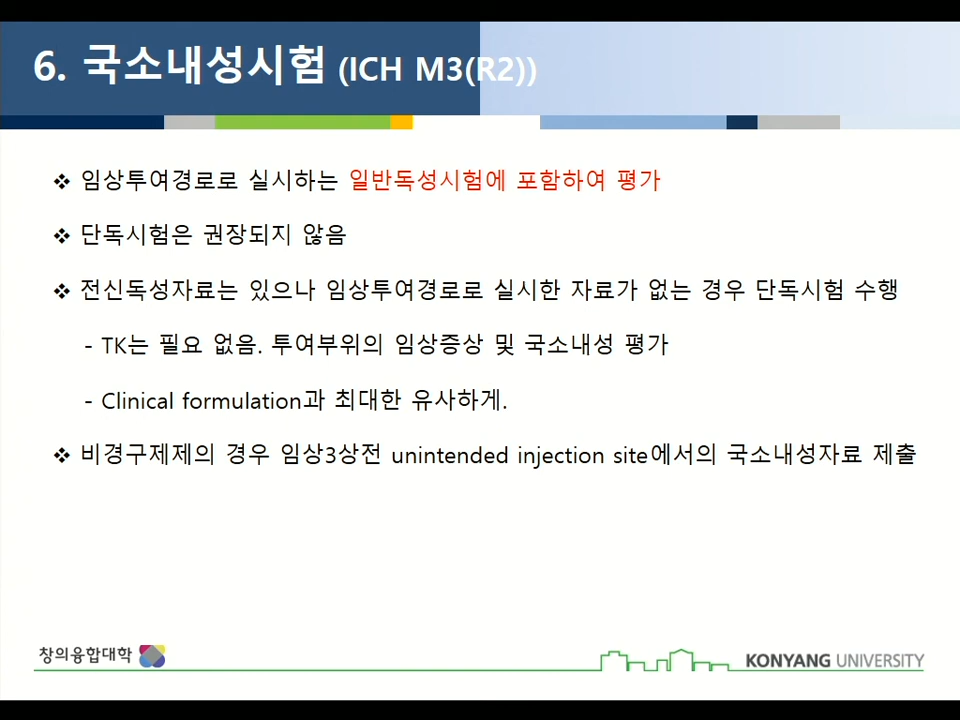 6. 국소내성시험 (ICH M3(R2))
❖ 임상투여경로로 실시하는 일반독성시험에 포함하여 평가
❖ 단독시험은 권장되지 않음
❖ 전신독성자료는 있으나 임상투여경로로 실시한 자료가 없는 경우 단독시험 수행
- TK는 필요 없음. 투여부위의 임상증상 및 국소내성 평가
- Clinical formulation과 최대한 유사하게.
❖ 비경구제제의 경우 임상3상전 unintended injection site에서의 국소내성자료 제출
창의융합대학
KONYANG UNIVERSITY